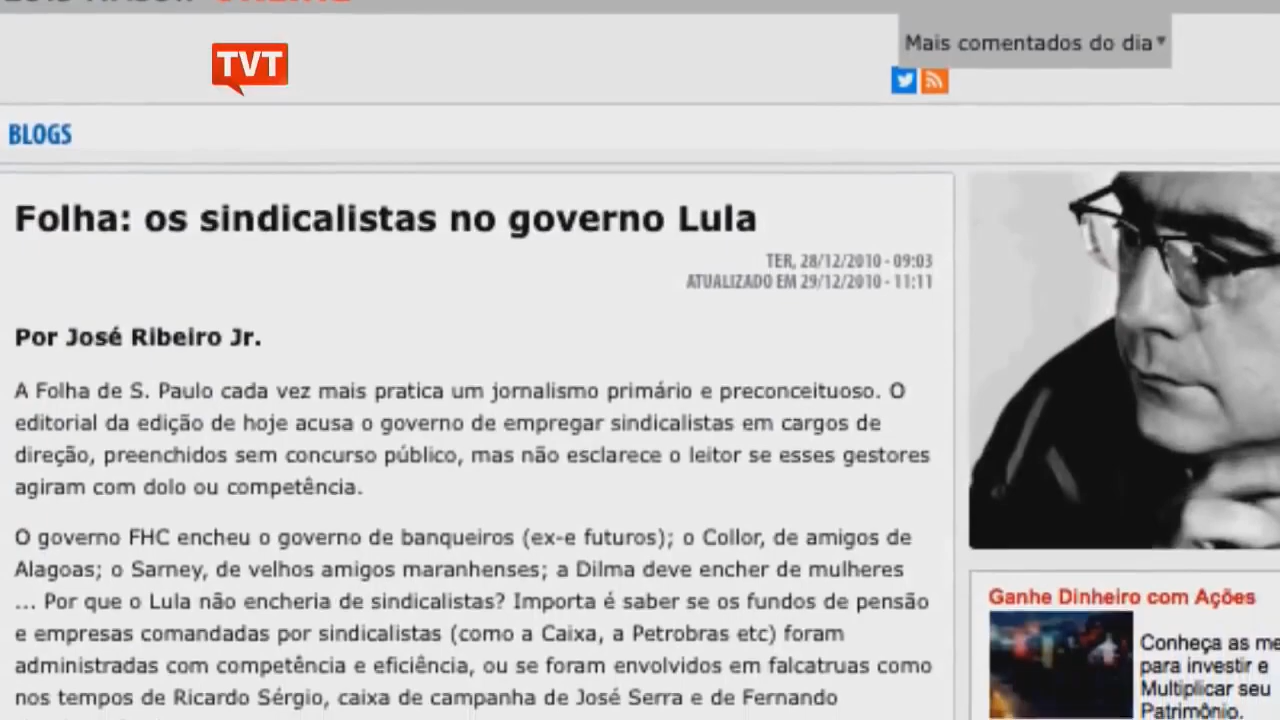 TVT
Mais comentados do dia
BLOGS
Folha: os sindicalistas no governo Lula
TER, 28/12/2010 - 09:03
ATUALIZADO EM 29/12/2010 - 11:11
Por José Ribeiro Jr.
A Folha de S. Paulo cada vez mais pratica um jornalismo primário e preconceituoso. O
editorial da edição de hoje acusa o governo de empregar sindicalistas em cargos de
direção, preenchidos sem concurso público, mas não esclarece o leitor se esses gestores
agiram com dolo ou competência.
O governo FHC encheu o governo de banqueiros (ex-e futuros); o Collor, de amigos de
Alagoas; o Sarney, de velhos amigos maranhenses; a Dilma deve encher de mulheres
... Por que o Lula não encheria de sindicalistas? Importa é saber se os fundos de pensão
e empresas comandadas por sindicalistas (como a Caixa, a Petrobras etc) foram
administradas com competência e eficiência, ou se foram envolvidos em falcatruas como
nos tempos de Ricardo Sérgio, caixa de campanha de José Serra e de Fernando
Ganhe Dinheiro com Ações
Conheça as me
para investir e
Multiplicar seu
Patrimônio.